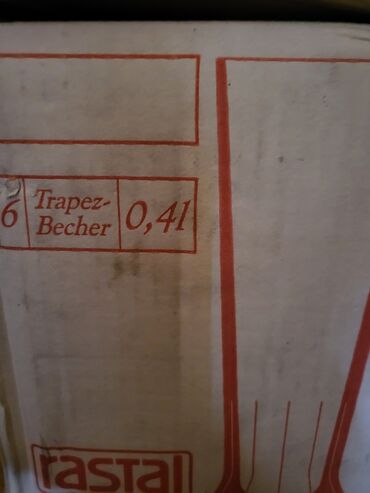 6 Trapez-
Becher 0,4l
rastal